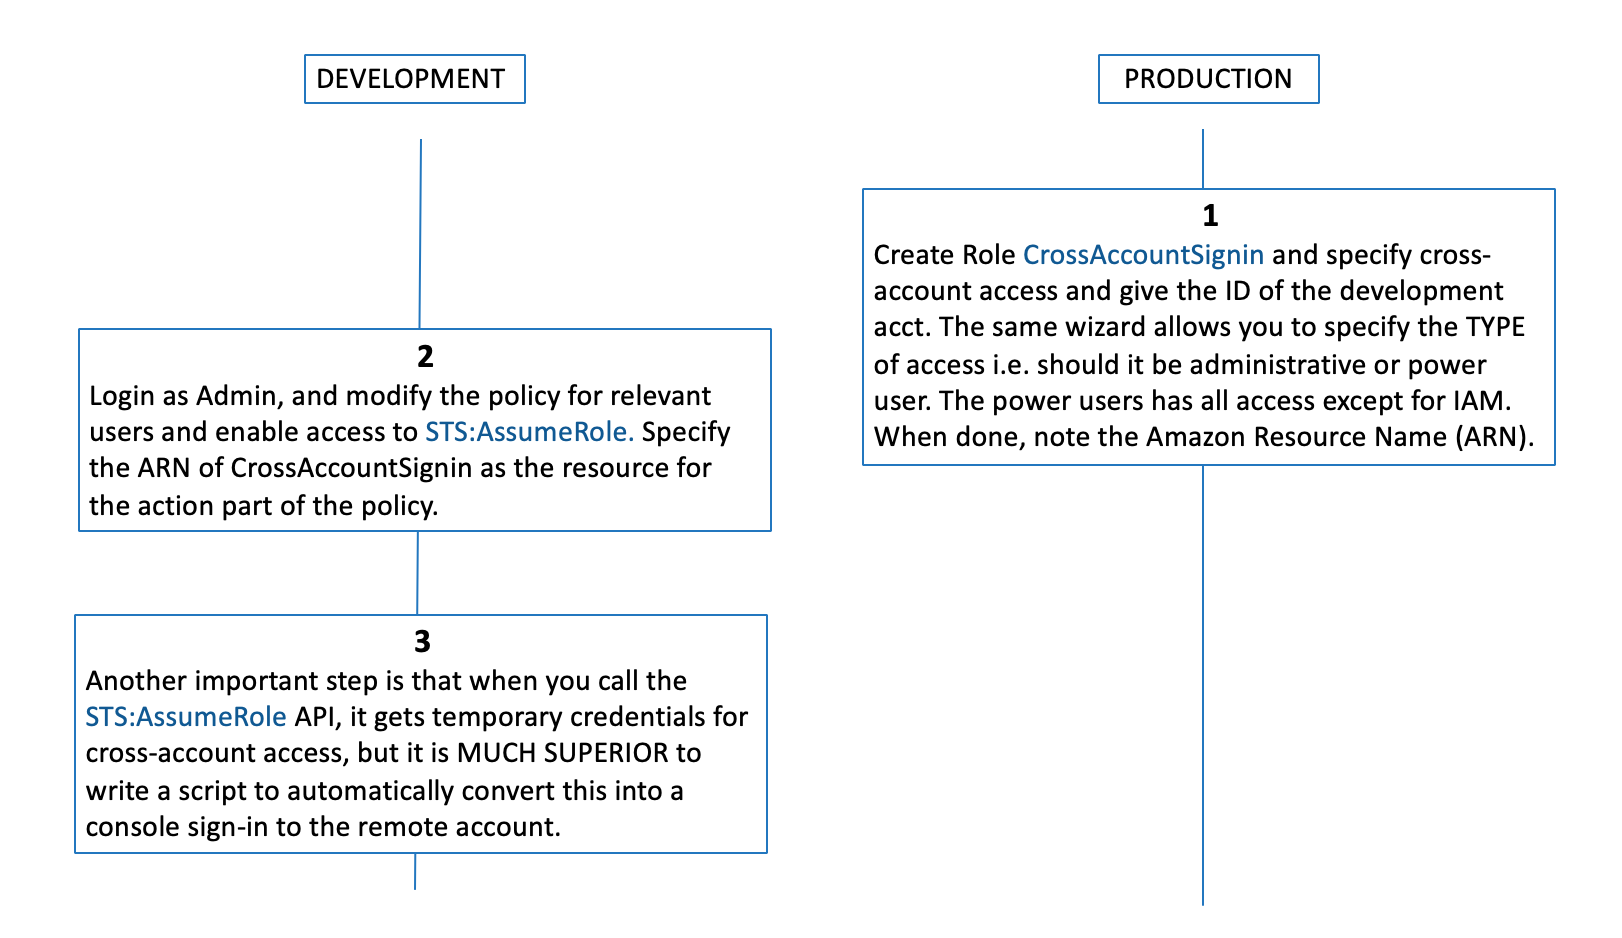 DEVELOPMENT
PRODUCTION
1
Create Role CrossAccountSignin and specify cross-
account access and give the ID of the development
acct. The same wizard allows you to specify the TYPE
of access i.e. should it be administrative or power
user. The power users has all access except for IAM.
When done, note the Amazon Resource Name (ARN).
2
Login as Admin, and modify the policy for relevant
users and enable access to STS:AssumeRole. Specify
the ARN of CrossAccountSignin as the resource for
the action part of the policy.
3
Another important step is that when you call the
STS:AssumeRole API, it gets temporary credentials for
cross-account access, but it is MUCH SUPERIOR to
write a script to automatically convert this into a
console sign-in to the remote account.